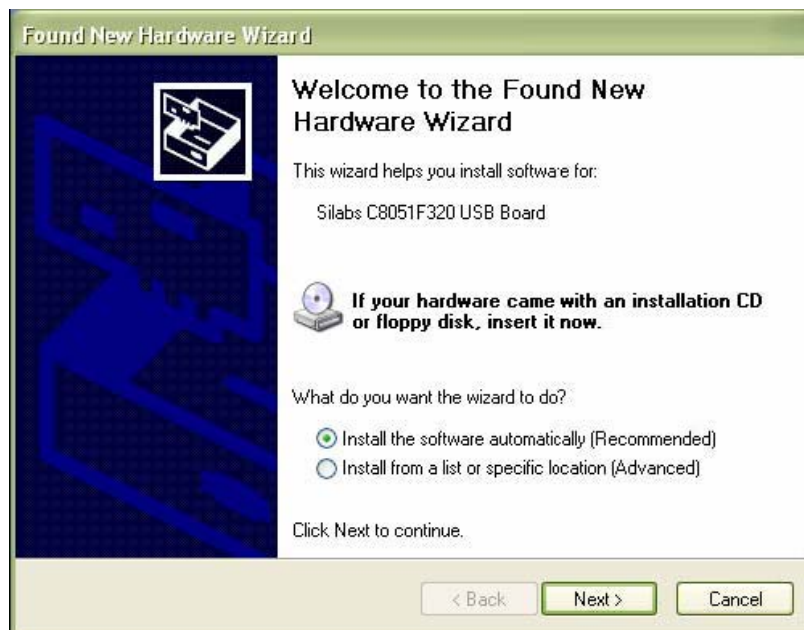 Found New Hardware Wizard
Welcome to the Found New
Hardware Wizard
This wizard helps you install software for:
Silabs C8051F320 USB Board
If your hardware came with an installation CD
or floppy disk, insert it now.
What do you want the wizard to do?
Install the software automatically (Recommended)
Install from a list or specific location (Advanced)
Click Next to continue.
< Back Next > Cancel